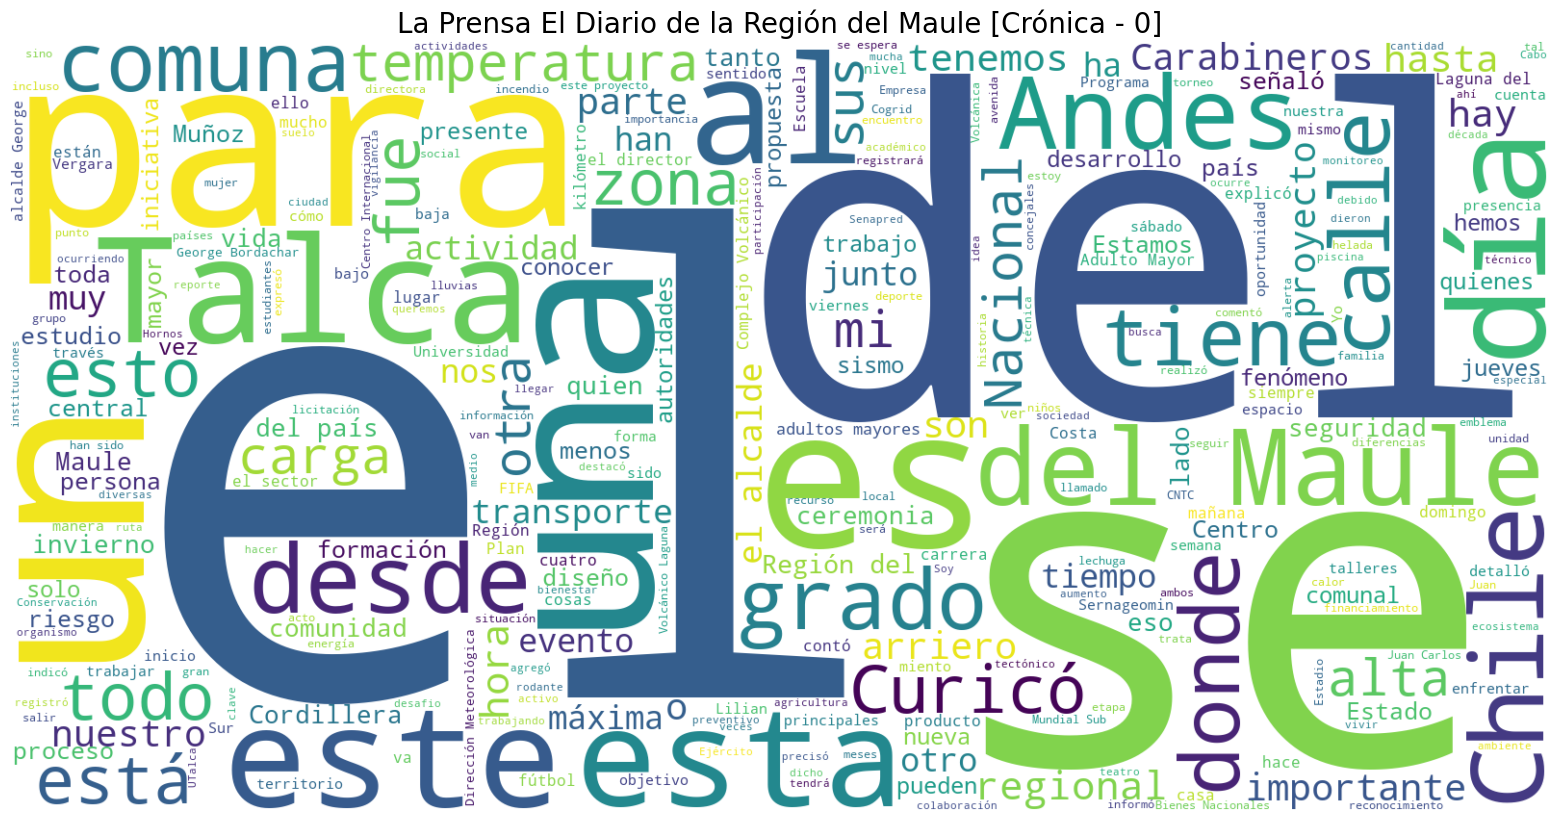 La Prensa El Diario de la Región del Maule [Crónica - 0]
sino
comuna
actividades
temperatura
tanto
sentido
se espera
mucha
nivel
tenemos
ha
Carabineros
cantidad
hasta
tal
Cabo
incluso
directora
ello
incendio
este proyecto
parte
al
sus
Empresa
Cogrid
Programa
torneo
señaló
Laguna del
ahí
cuenta
alcalde George
para
iniciativa
Muñoz
mucho
suelo
presente
importancia
han
propuesta
Escuela
encuentro
académico
registrará
Volcánica
Andes
avenida
nuestra
mismo
hay
década
están
Vergara
mujer
Centro Internacional
vigilancia
fue
social
el director
zona
desarrollo
país
calle
monitoreo
día
ciudad
cómo
kilómetro
baja
participación
Senapred
Nacional
estoy
concejales
ocurre
explicó
proyecto
debido
dieron
presencia
punto
países
vida
actividad
del
trabajo
idea
Estamos
sábado
Adulto Mayor
oportunidad
helada
piscina
hemos
Talca
ocurriendo
toda
George Bordachar
bajo
conocer
Complejo Volcánico
junto
técnica
técnico
quienes
muy
mayor
reporte
estudiantes
expresó
lugar
lluvias
queremos
una
autoridades
viernes
deporte
comentó
alerta
Yo
grupo
estudio
Hornos
vez
través
Universidad
mi
historia
tiene
busca
familia
jueves
especial
instituciones
esto
nos
otra
llegar
quien
sismo
realizó
fenómeno
siempre
central
licitación
información
el alcalde
ver
niños
sociedad
espacio
emblema
un
han sido
del país
van
forma
adultos mayores
son
Costa
lado
seguir
seguridad
diferencias
unidad
Maule
persona
diversas
carga
el sector
medio
menos
destacó
sido
FIFA
es
recurso
local
del
llamado
CNTC
Maule
manera
ruta
invierno
el
transporte
ceremonia
será
mañana
Centro
domingo
hacer
formación
Región
Plan
cuatro
Región del
carrera
semana
Chile
solo
Conservación
desde
diseño
cosas
bienestar
Volcánico Laguna
grado
Soy
lechuga
tiempo
aumento
Sernageomin
ambos
donde
calor
Juan
talleres
comunal
financiamiento
detalló
riesgo
organismo
acto
comunidad
energía
situación
evento
contó
arriero
se
eso
trata
ecosistema
indicó
trabajar
inicio
gran
Dirección Meteorológica
hora
agregó
miento
tectónico
Estadio
Juan Carlos
alta
enfrentar
registró
todo
salir
clave
desafio
rodante
activo
agricultura
Curicó
etapa
Estado
vivir
nuestro
Sur
Cordillera
trabajando
máxima
º
Lilian
preventivo
veces
principales
producto
nueva
Mundial Sub
ambiente
proceso
está
UTalca
este
va
Ejército
esta
precisó
meses
otro
hace
territorio
fútbol
objetivo
dicho
tendrá
pueden
regional
teatro
casa
importante
colaboración
informó
Bienes Nacionales
reconocimiento